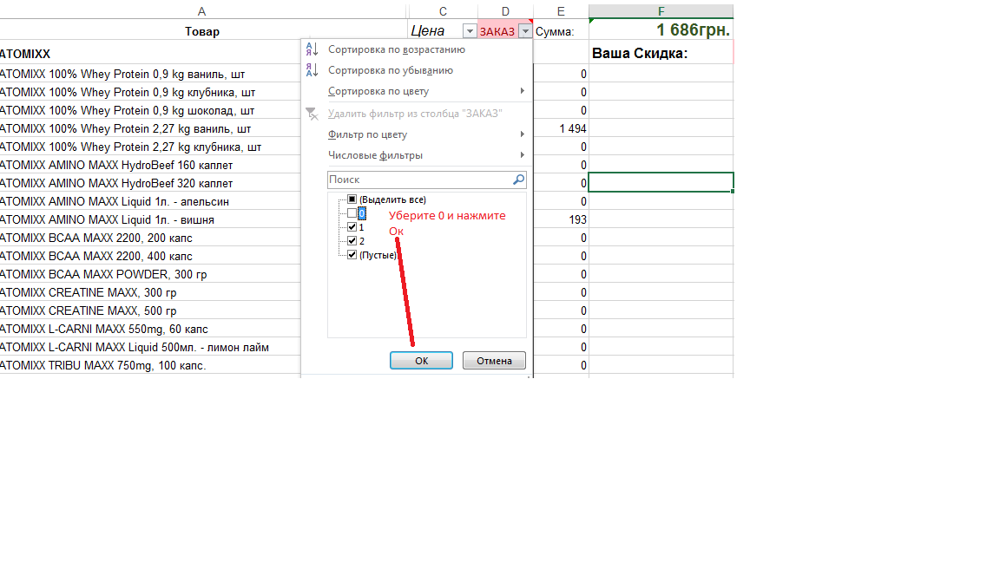 A C D E F
Товар Цена ЗАКАЗ Сумма: 1 686грн.
ATOMIXX Ваша Скидка:
ATOMIXX 100% Whey Protein 0,9 kg ваниль, шт 0
ATOMIXX 100% Whey Protein 0,9 kg клубника, шт 0
ATOMIXX 100% Whey Protein 0,9 kg шоколад, шт 0
ATOMIXX 100% Whey Protein 2,27 kg ваниль, шт 1 494
ATOMIXX 100% Whey Protein 2,27 kg клубника, шт 0
ATOMIXX AMINO MAXX HydroBeef 160 каплет 0
ATOMIXX AMINO MAXX HydroBeef 320 каплет 0
ATOMIXX AMINO MAXX Liquid 1л. - апельсин 0
ATOMIXX AMINO MAXX Liquid 1л. - вишня 193
ATOMIXX BCAA MAXX 2200, 200 капс 0
ATOMIXX BCAA MAXX 2200, 400 капс 0
ATOMIXX BCAA MAXX POWDER, 300 гр 0
ATOMIXX CREATINE MAXX, 300 гр 0
ATOMIXX CREATINE MAXX, 500 гр 0
ATOMIXX L-CARNI MAXX 550mg, 60 капс 0
ATOMIXX L-CARNI MAXX Liquid 500мл. - лимон лайм 0
ATOMIXX TRIBU MAXX 750mg, 100 капс. 0
Сортировка по возрастанию
Сортировка по убыванию
Сортировка по цвету
Удалить фильтр из столбца "ЗАКАЗ"
Фильтр по цвету
Числовые фильтры
Поиск
(Выделить все)
0
1
2
(Пустые)
Уберите 0 и нажмите
Ок
ОК Отмена